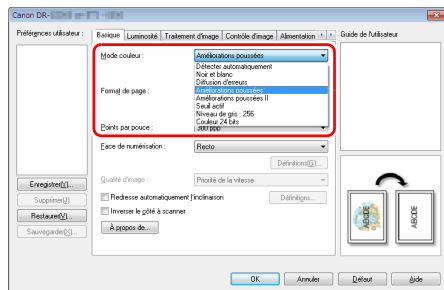 Canon DR-
Préférences utilisateur :
Basique
Luminosité
Traitement d'image
Contrôle d'image
Alimentation
Guide de l'utilisateur
Mode couleur :
Améliorations poussées
Détecter automatiquement
Noir et blanc
Diffusion d'erreurs
Améliorations poussées
Améliorations poussées II
Seuil actif
Niveau de gris : 256
Couleur 24 bits
Format de page :
Points par pouce :
300 ppp
Face de numérisation :
Recto
Définitions(G)...
Qualité d'image :
Priorité de la vitesse
Redresse automatiquement l'inclinaison
Définitions...
Inverser le côté à scanner
À propos de...
Enregistrer(Y)...
Supprimer(J)
Restaurer(V)...
Sauvegarder(X)...
ABCDE
ABCDE
OK
Annuler
Défaut
Aide